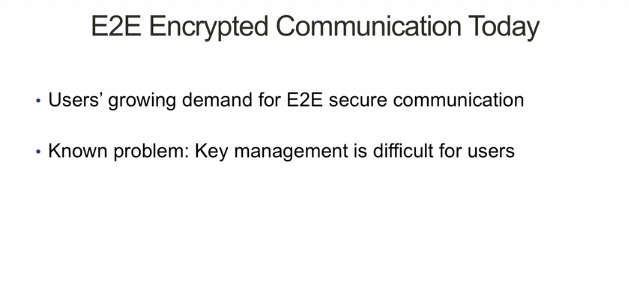 E2E Encrypted Communication Today
• Users' growing demand for E2E secure communication
• Known problem: Key management is difficult for users